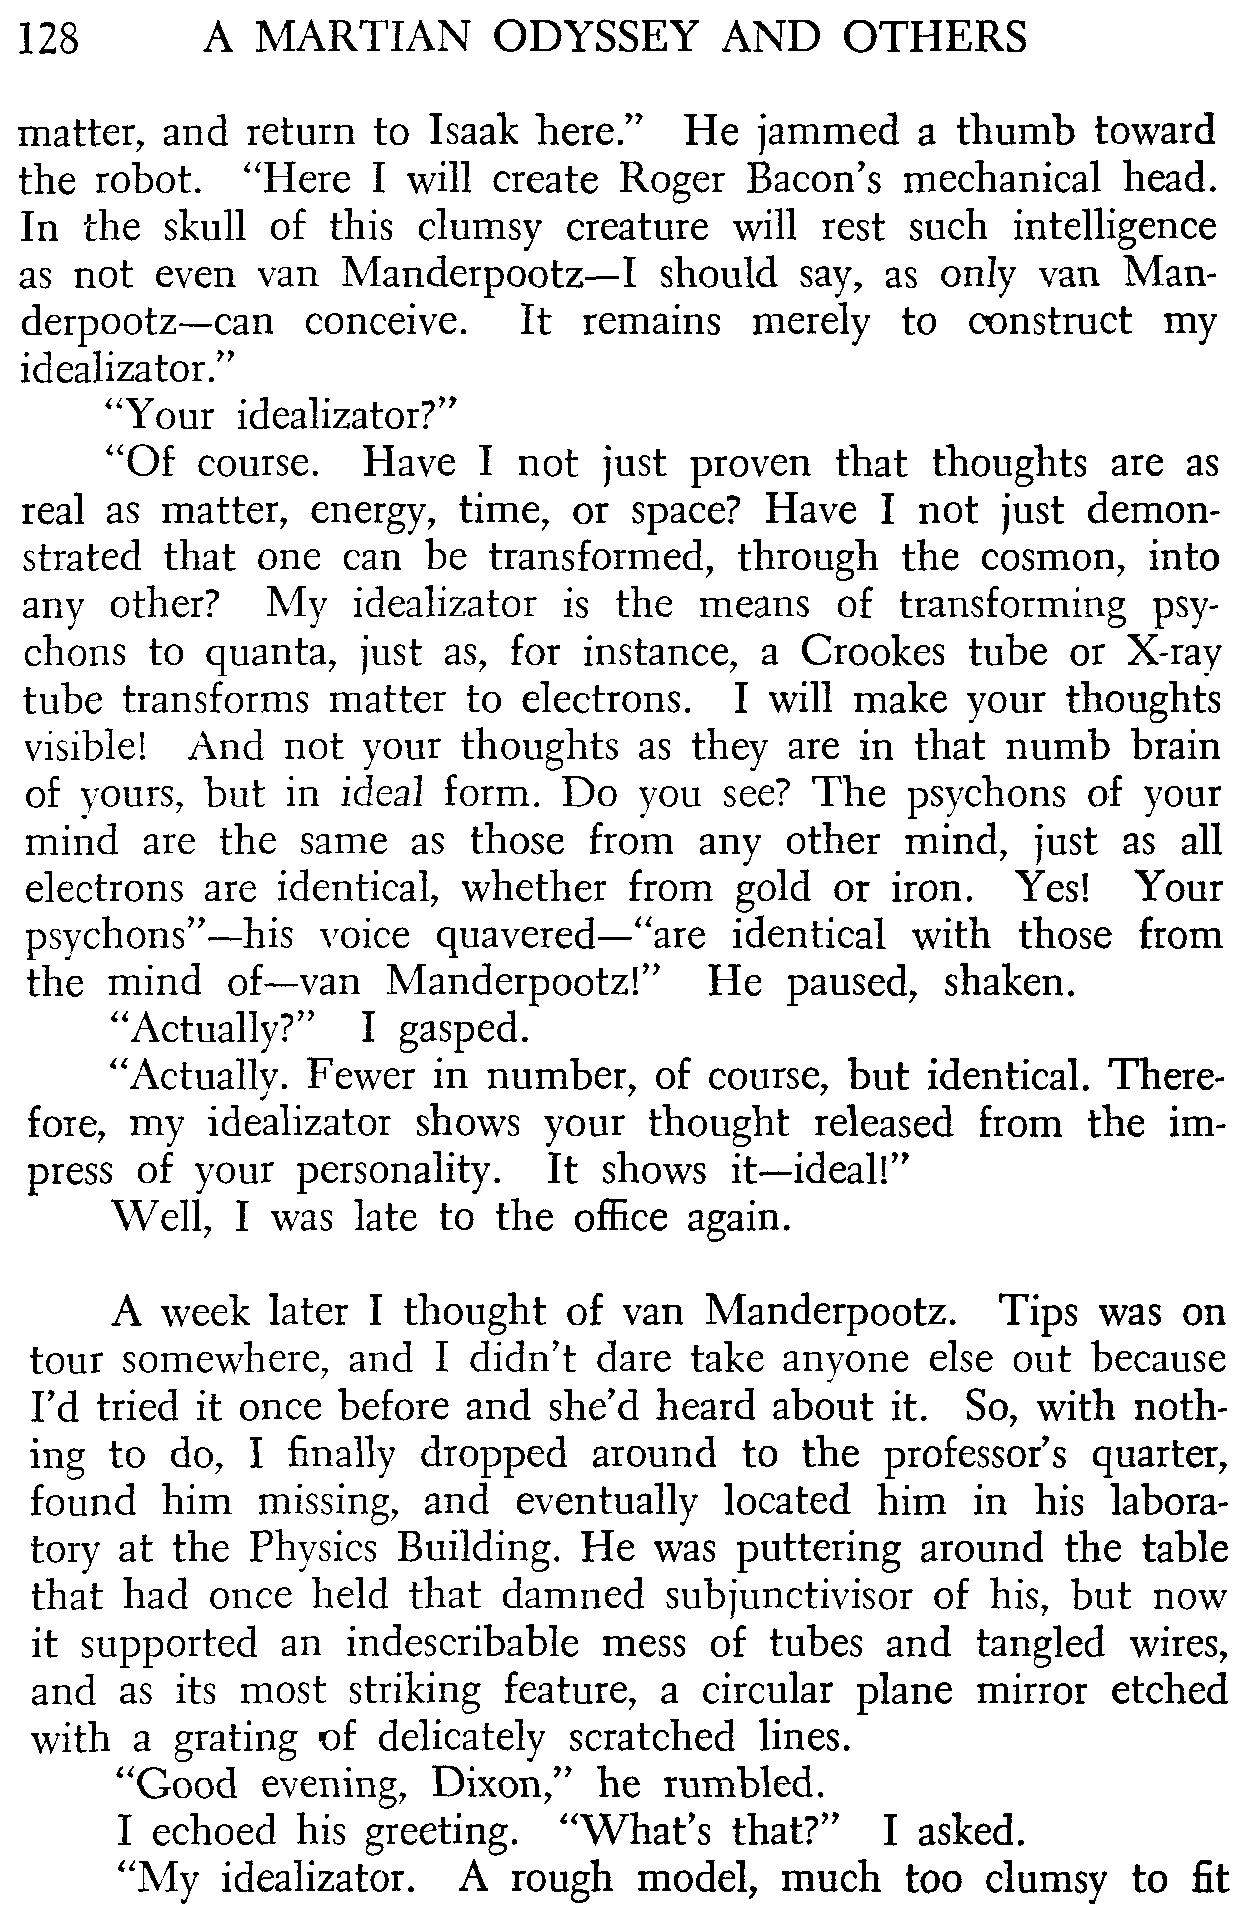 128 A MARTIAN ODYSSEY AND OTHERS
matter, and return to Isaak here.” He jammed a thumb toward
the robot. “Here I will create Roger Bacon’s mechanical head.
In the skull of this clumsy creature will rest such intelligence
as not even van Manderpootz—I should say, as only van Man-
derpootz—can conceive. It remains merely to construct my
idealizator.”
“Your idealizator?”
“Of course. Have I not just proven that thoughts are as
real as matter, energy, time, or space? Have I not just demon-
strated that one can be transformed, through the cosmon, into
any other? My idealizator is the means of transforming psy-
chons to quanta, just as, for instance, a Crookes tube or X-ray
tube transforms matter to electrons. I will make your thoughts
visible! And not your thoughts as they are in that numb brain
of yours, but in ideal form. Do you see? The psychons of your
mind are the same as those from any other mind, just as all
electrons are identical, whether from gold or iron. Yes! Your
psychons”—his voice quavered—“are identical with those from
the mind of—van Manderpootz!” He paused, shaken.
“Actually?” I gasped.
“Actually. Fewer in number, of course, but identical. There-
fore, my idealizator shows your thought released from the im-
press of your personality. It shows it—ideal!”
Well, I was late to the office again.
A week later I thought of van Manderpootz. Tips was on
tour somewhere, and I didn’t dare take anyone else out because
I’d tried it once before and she’d heard about it. So, with noth-
ing to do, I finally dropped around to the professor’s quarter,
found him missing, and eventually located him in his labora-
tory at the Physics Building. He was puttering around the table
that had once held that damned subjunctivisor of his, but now
it supported an indescribable mess of tubes and tangled wires,
and as its most striking feature, a circular plane mirror etched
with a grating of delicately scratched lines.
“Good evening, Dixon,” he rumbled.
I echoed his greeting. “What’s that?” I asked.
“My idealizator. A rough model, much too clumsy to fit